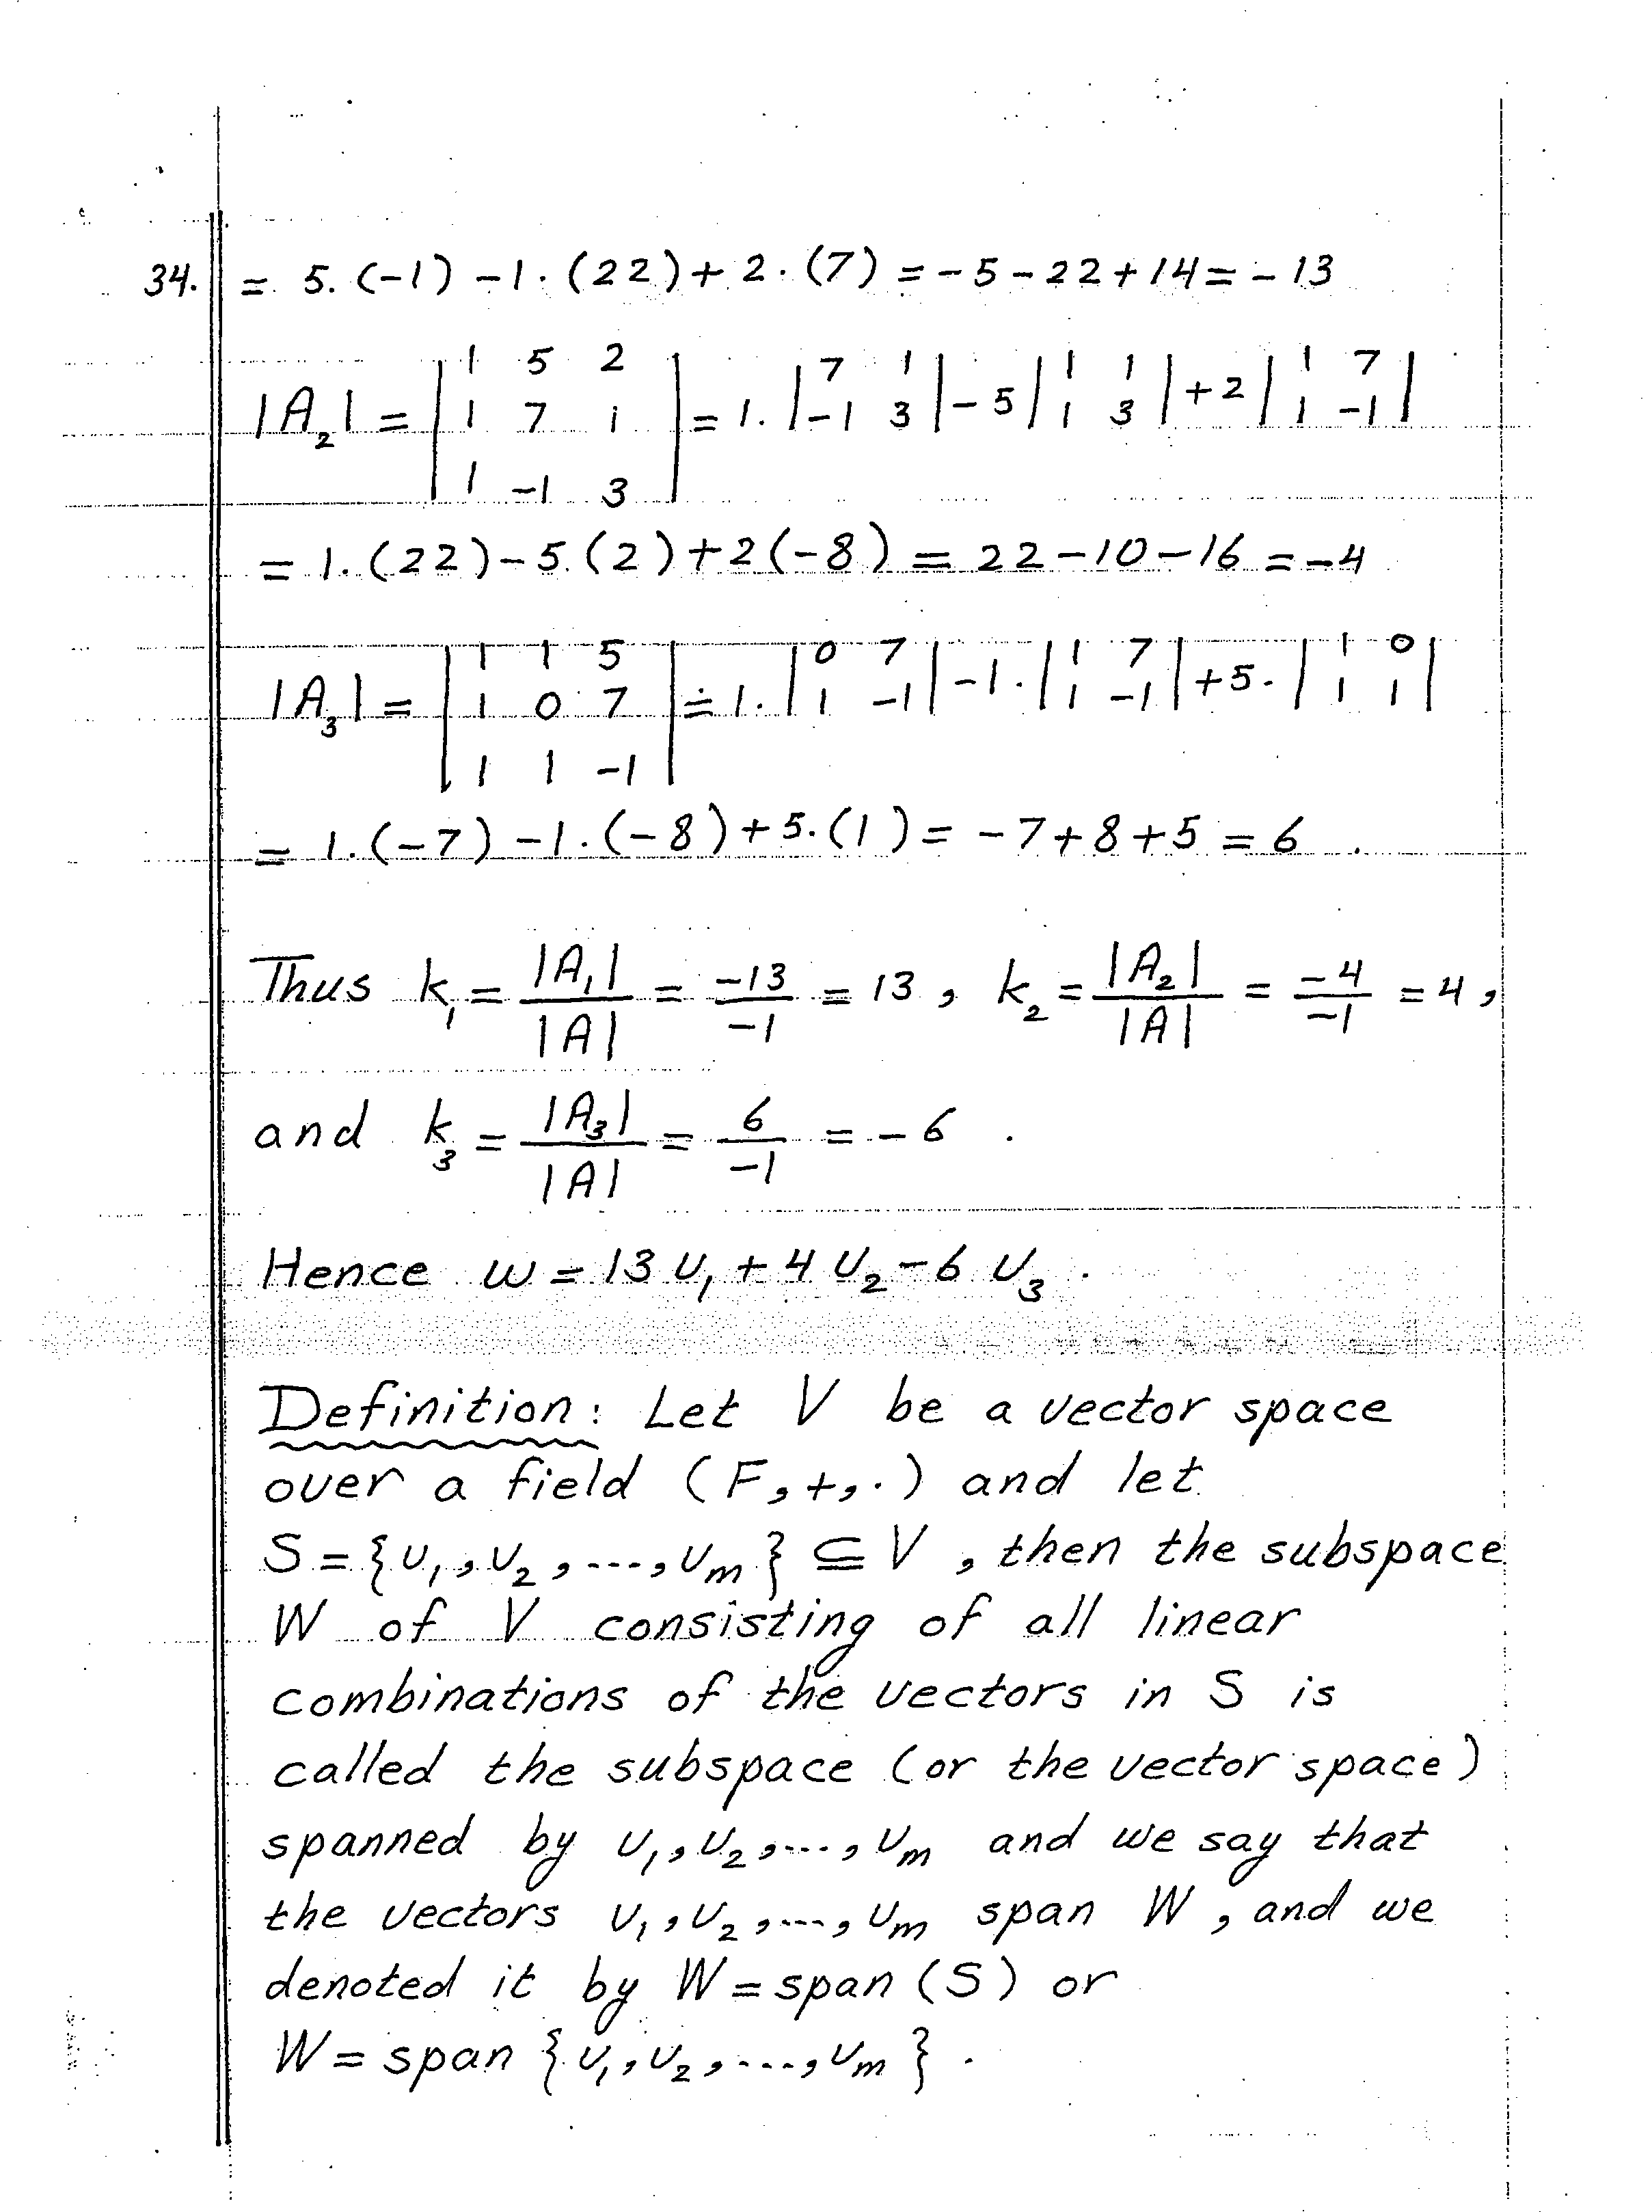 34. = 5.(-1) -1.(22)+2.(7) = -5-22+14 = -13
|A₂| = | 1 5 2 | = 1. | 7 1 | - 5 | 1 1 | + 2 | 1 7 |
| 1 7 1 | | -1 3 | | 1 3 | | 1 -1 |
| 1 -1 3 |
= 1.(22)-5.(2)+2(-8) = 22-10-16 = -4
|A₃| = | 1 1 5 | = 1. | 0 7 | -1. | 1 7 | +5. | 1 0 |
| 1 0 7 | | 1 -1 | | 1 -1 | | 1 1 |
| 1 1 -1 |
= 1.(-7) -1.(-8)+5.(1) = -7+8+5 = 6 .
Thus k₁ = |A₁|/|A| = -13/-1 = 13 , k₂ = |A₂|/|A| = -4/-1 = 4 ,
and k₃ = |A₃|/|A| = 6/-1 = -6 .
Hence w = 13 u₁ + 4 u₂ - 6 u₃ .
Definition: Let V be a vector space
over a field (F,+,.) and let
S = {u₁, u₂, ..., uₘ} ⊆ V , then the subspace
W of V consisting of all linear
combinations of the vectors in S is
called the subspace (or the vector space)
spanned by u₁, u₂, ..., uₘ and we say that
the vectors u₁, u₂, ..., uₘ span W , and we
denoted it by W = span (S) or
W = span {u₁, u₂, ..., uₘ} .